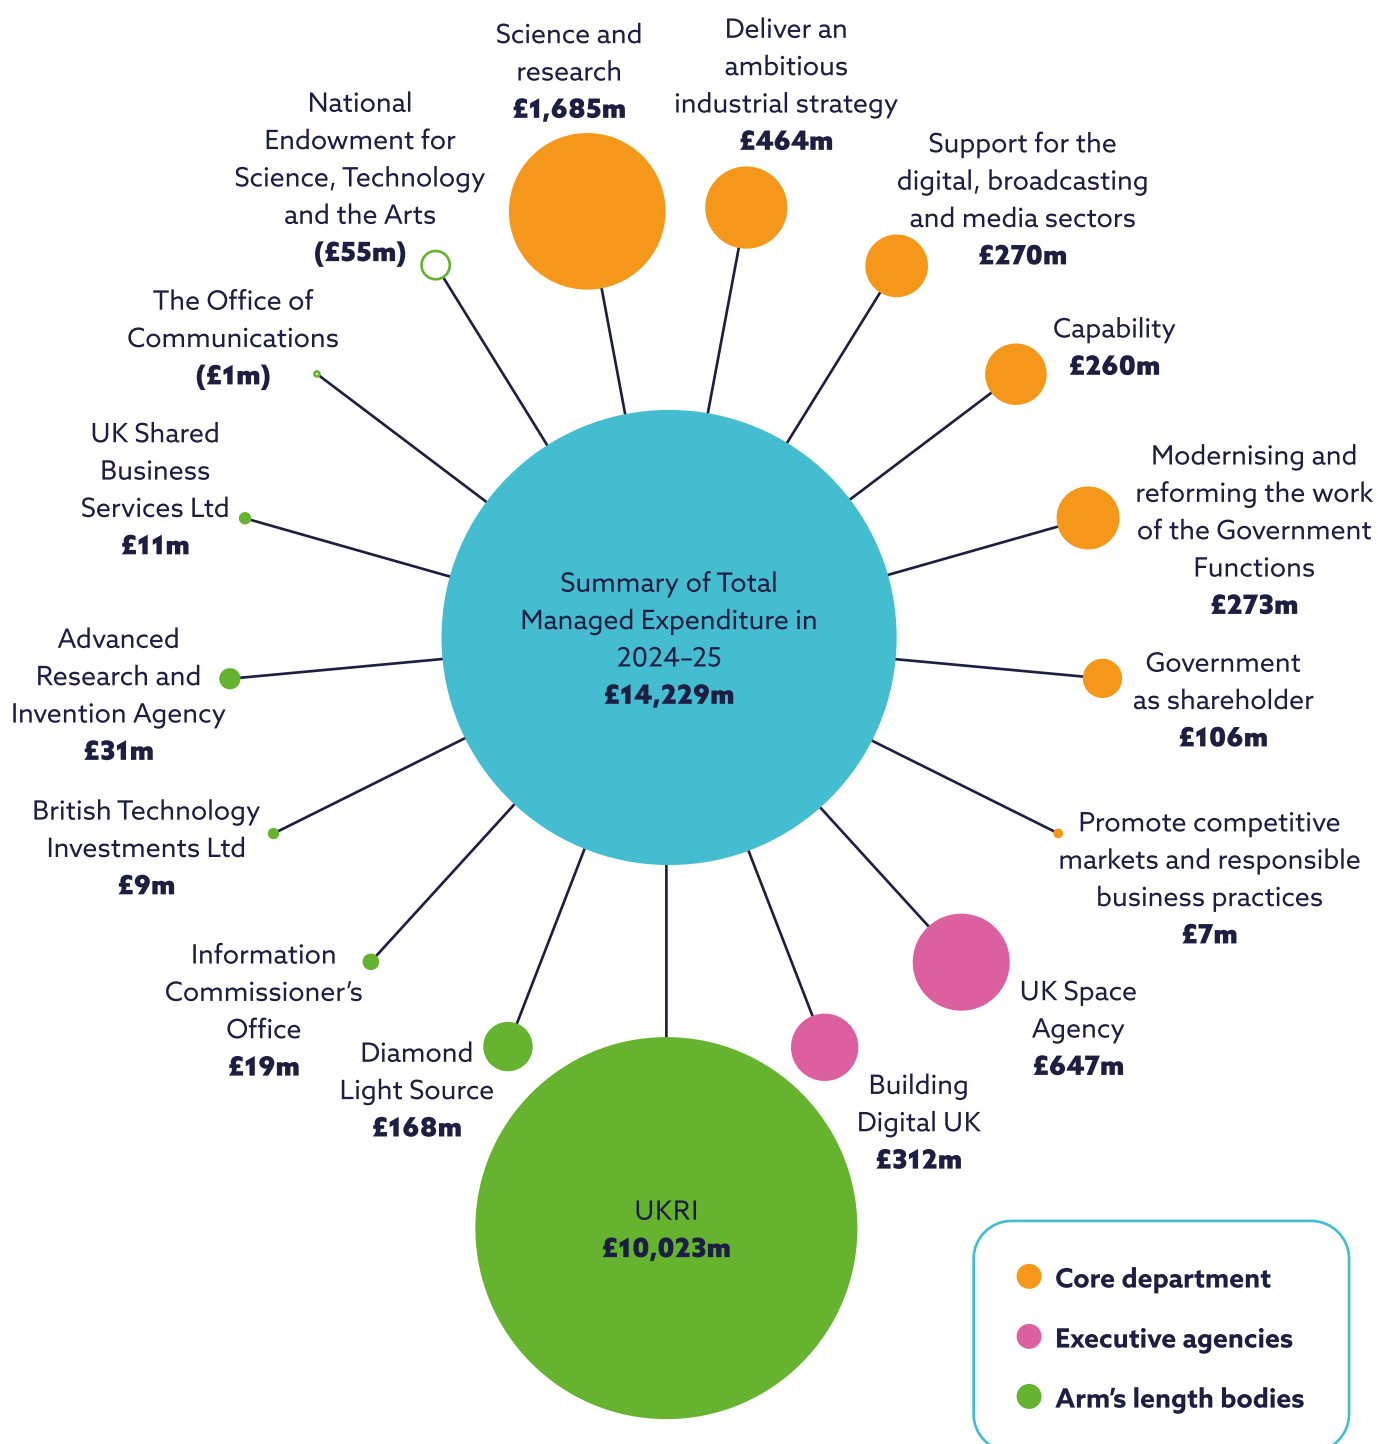 Science and
research
£1,685m
Deliver an
ambitious
industrial strategy
£464m
National
Endowment for
Science, Technology
and the Arts
(£55m)
Support for the
digital, broadcasting
and media sectors
£270m
The Office of
Communications
(£1m)
Capability
£260m
UK Shared
Business
Services Ltd
£11m
Modernising and
reforming the work
of the Government
Functions
£273m
Summary of Total
Managed Expenditure in
2024–25
£14,229m
Advanced
Research and
Invention Agency
£31m
Government
as shareholder
£106m
British Technology
Investments Ltd
£9m
Promote competitive
markets and responsible
business practices
£7m
Information
Commissioner’s
Office
£19m
UK Space
Agency
£647m
Diamond
Light Source
£168m
Building
Digital UK
£312m
UKRI
£10,023m
Core department
Executive agencies
Arm’s length bodies